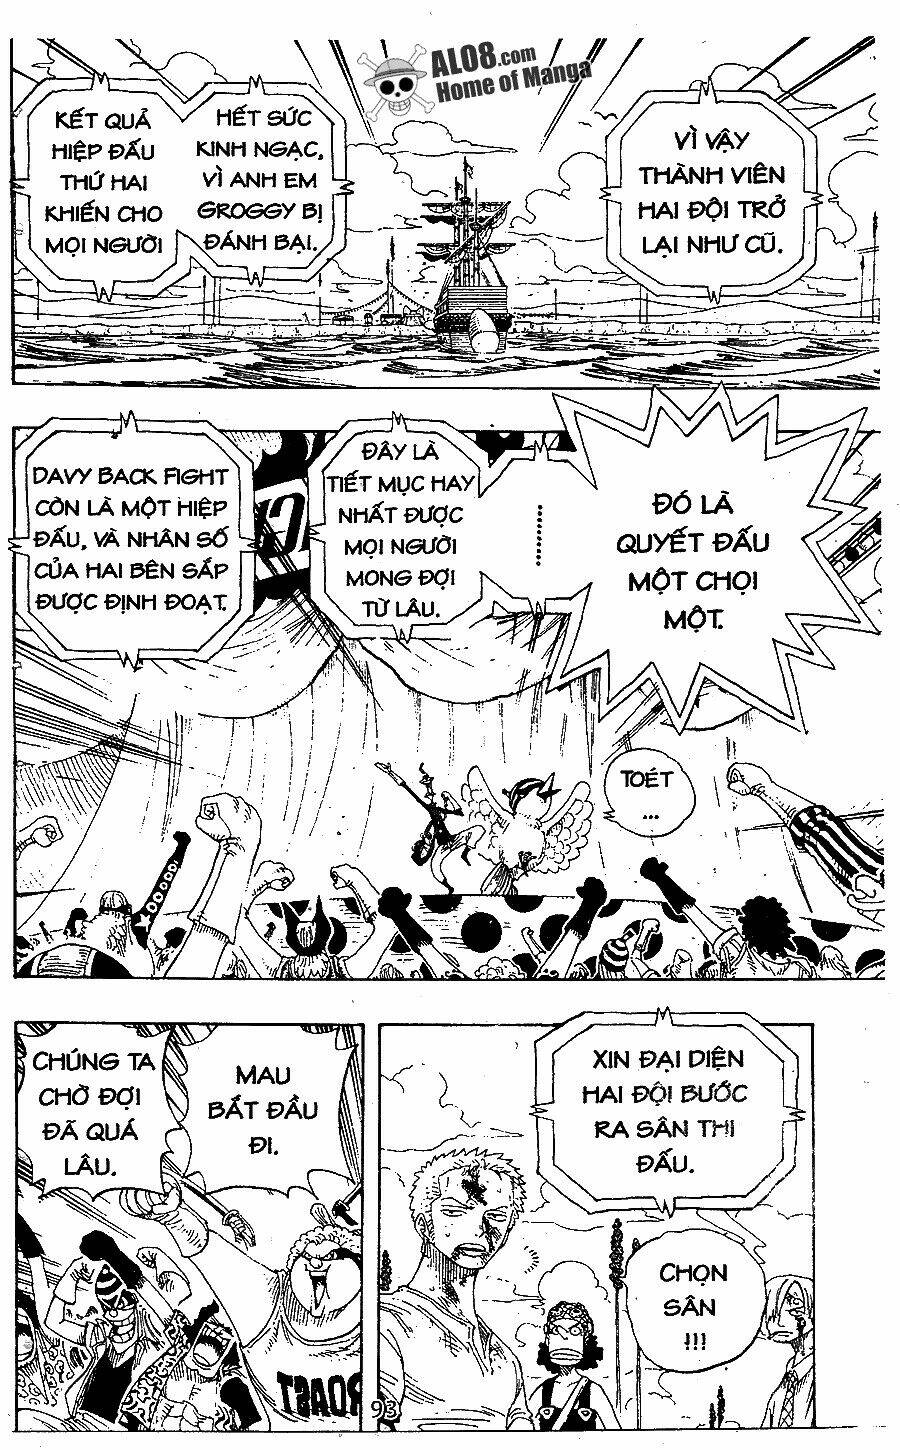 AL08.com
Home of Manga
KẾT QUẢ
HIỆP ĐẤU
THỨ HAI
KHIẾN CHO
MỌI NGƯỜI
HẾT SỨC
KINH NGẠC,
VÌ ANH EM
GROGGY BỊ
ĐÁNH BẠI.
VÌ VẬY
THÀNH VIÊN
HAI ĐỘI TRỞ
LẠI NHƯ CŨ.
DAVY BACK FIGHT
CÒN LÀ MỘT HIỆP
ĐẤU, VÀ NHÂN SỐ
CỦA HAI BÊN SẮP
ĐƯỢC ĐỊNH ĐOẠT.
ĐÂY LÀ
TIẾT MỤC HAY
NHẤT ĐƯỢC
MỌI NGƯỜI
MONG ĐỢI
TỪ LÂU.
.........
ĐÓ LÀ
QUYẾT ĐẤU
MỘT CHỌI
MỘT.
TOÉT
...
CHÚNG TA
CHỜ ĐỢI
ĐÃ QUÁ
LÂU.
MAU
BẮT ĐẦU
ĐI.
ROAST
XIN ĐẠI DIỆN
HAI ĐỘI BƯỚC
RA SÂN THI
ĐẤU.
CHỌN
SÂN
!!!
93